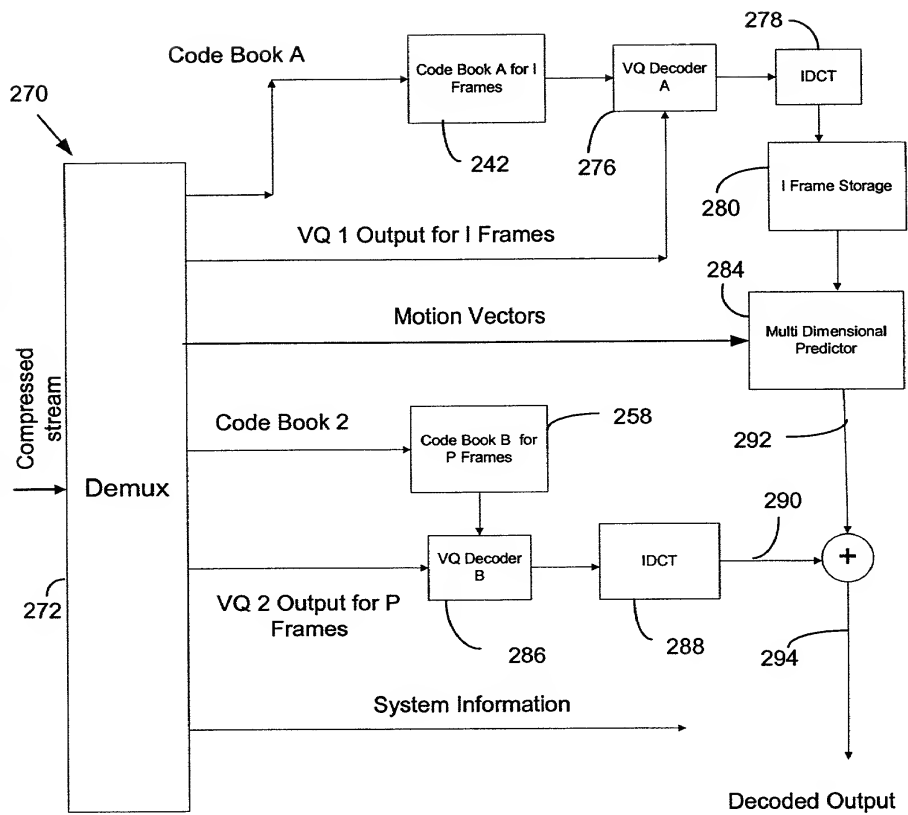 278
Code Book A
Code Book A for I
Frames
VQ Decoder
A
IDCT
270
242
276
280
I Frame Storage
VQ 1 Output for I Frames
284
Motion Vectors
Multi Dimensional
Predictor
Compressed
stream
Code Book 2
Code Book B for
P Frames
258
292
Demux
290
VQ Decoder
B
IDCT
+
272
VQ 2 Output for P
Frames
286
288
294
System Information
Decoded Output